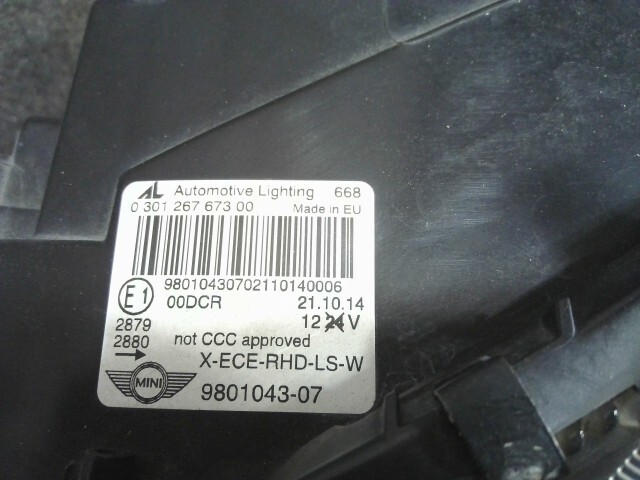 AL Automotive Lighting 668
0 301 267 673 00 Made in EU
98010430702110140006
E1 00DCR 21.10.14
2879 12 24 V
2880 not CCC approved
X-ECE-RHD-LS-W
MINI 9801043-07